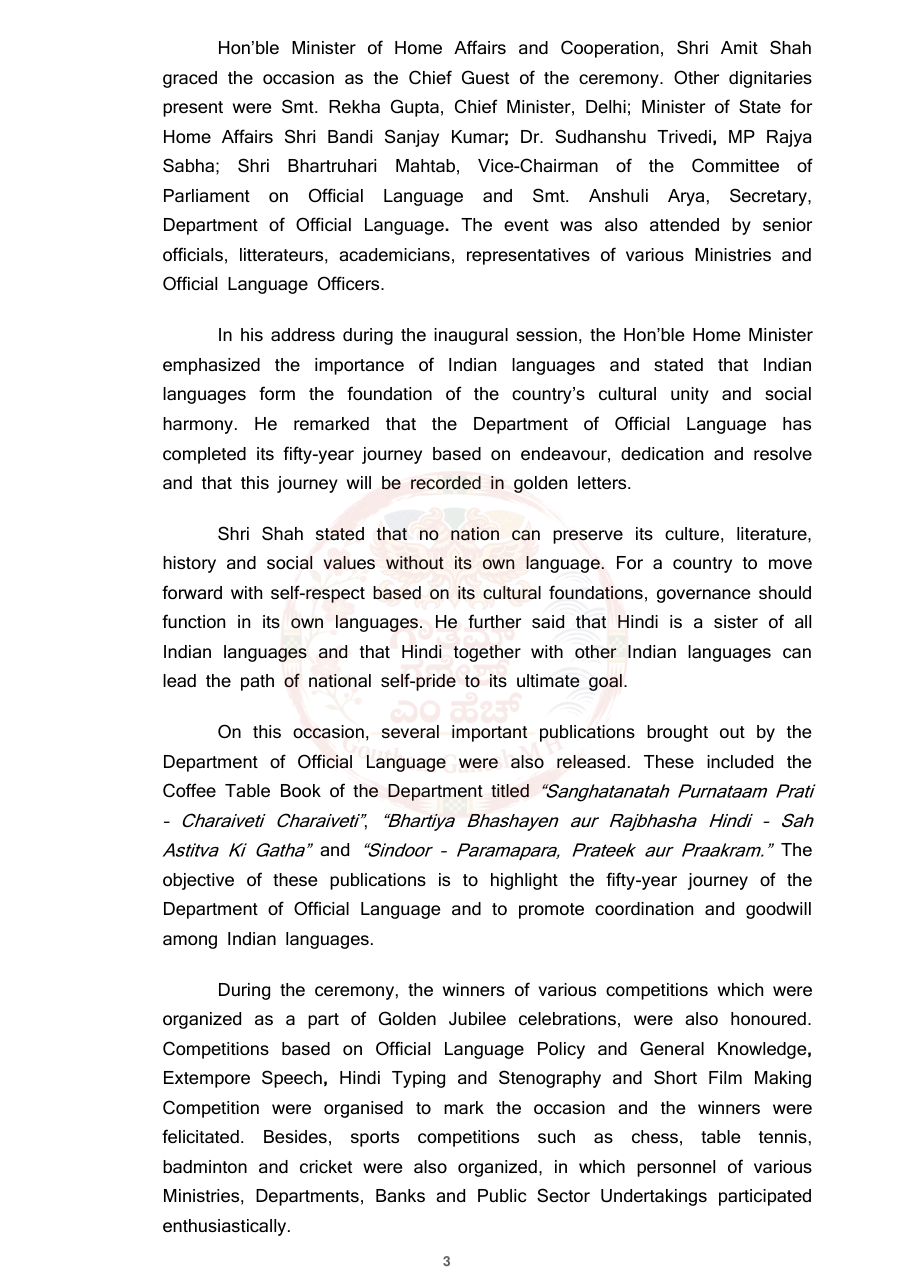 Hon’ble Minister of Home Affairs and Cooperation, Shri Amit Shah
graced the occasion as the Chief Guest of the ceremony. Other dignitaries
present were Smt. Rekha Gupta, Chief Minister, Delhi; Minister of State for
Home Affairs Shri Bandi Sanjay Kumar; Dr. Sudhanshu Trivedi, MP Rajya
Sabha; Shri Bhartruhari Mahtab, Vice-Chairman of the Committee of
Parliament on Official Language and Smt. Anshuli Arya, Secretary,
Department of Official Language. The event was also attended by senior
officials, litterateurs, academicians, representatives of various Ministries and
Official Language Officers.
In his address during the inaugural session, the Hon’ble Home Minister
emphasized the importance of Indian languages and stated that Indian
languages form the foundation of the country’s cultural unity and social
harmony. He remarked that the Department of Official Language has
completed its fifty-year journey based on endeavour, dedication and resolve
and that this journey will be recorded in golden letters.
Shri Shah stated that no nation can preserve its culture, literature,
history and social values without its own language. For a country to move
forward with self-respect based on its cultural foundations, governance should
function in its own languages. He further said that Hindi is a sister of all
Indian languages and that Hindi together with other Indian languages can
lead the path of national self-pride to its ultimate goal.
ಗೌತಮ್
ಗಣೇಶ್
ಎಂ ಹೆಚ್
Goutham Ganesh M H
On this occasion, several important publications brought out by the
Department of Official Language were also released. These included the
Coffee Table Book of the Department titled “Sanghatanatah Purnataam Prati
– Charaiveti Charaiveti”, “Bhartiya Bhashayen aur Rajbhasha Hindi – Sah
Astitva Ki Gatha” and “Sindoor – Paramapara, Prateek aur Praakram.” The
objective of these publications is to highlight the fifty-year journey of the
Department of Official Language and to promote coordination and goodwill
among Indian languages.
During the ceremony, the winners of various competitions which were
organized as a part of Golden Jubilee celebrations, were also honoured.
Competitions based on Official Language Policy and General Knowledge,
Extempore Speech, Hindi Typing and Stenography and Short Film Making
Competition were organised to mark the occasion and the winners were
felicitated. Besides, sports competitions such as chess, table tennis,
badminton and cricket were also organized, in which personnel of various
Ministries, Departments, Banks and Public Sector Undertakings participated
enthusiastically.
3